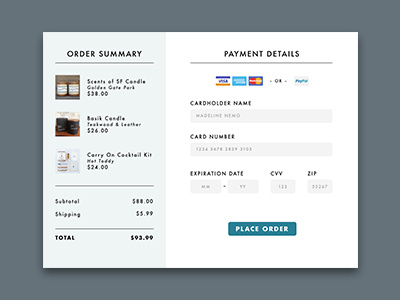 ORDER SUMMARY
Scents of SF Candle
Golden Gate Park
$38.00
Basik Candle
Teakwood & Leather
$26.00
Carry On Cocktail Kit
Hot Toddy
$24.00
Subtotal $88.00
Shipping $5.99
TOTAL $93.99
PAYMENT DETAILS
VISA
- OR -
PayPal
CARDHOLDER NAME
MADELINE NEMO
CARD NUMBER
1234 5678 2839 3105
EXPIRATION DATE CVV ZIP
MM - YY 123 55267
PLACE ORDER